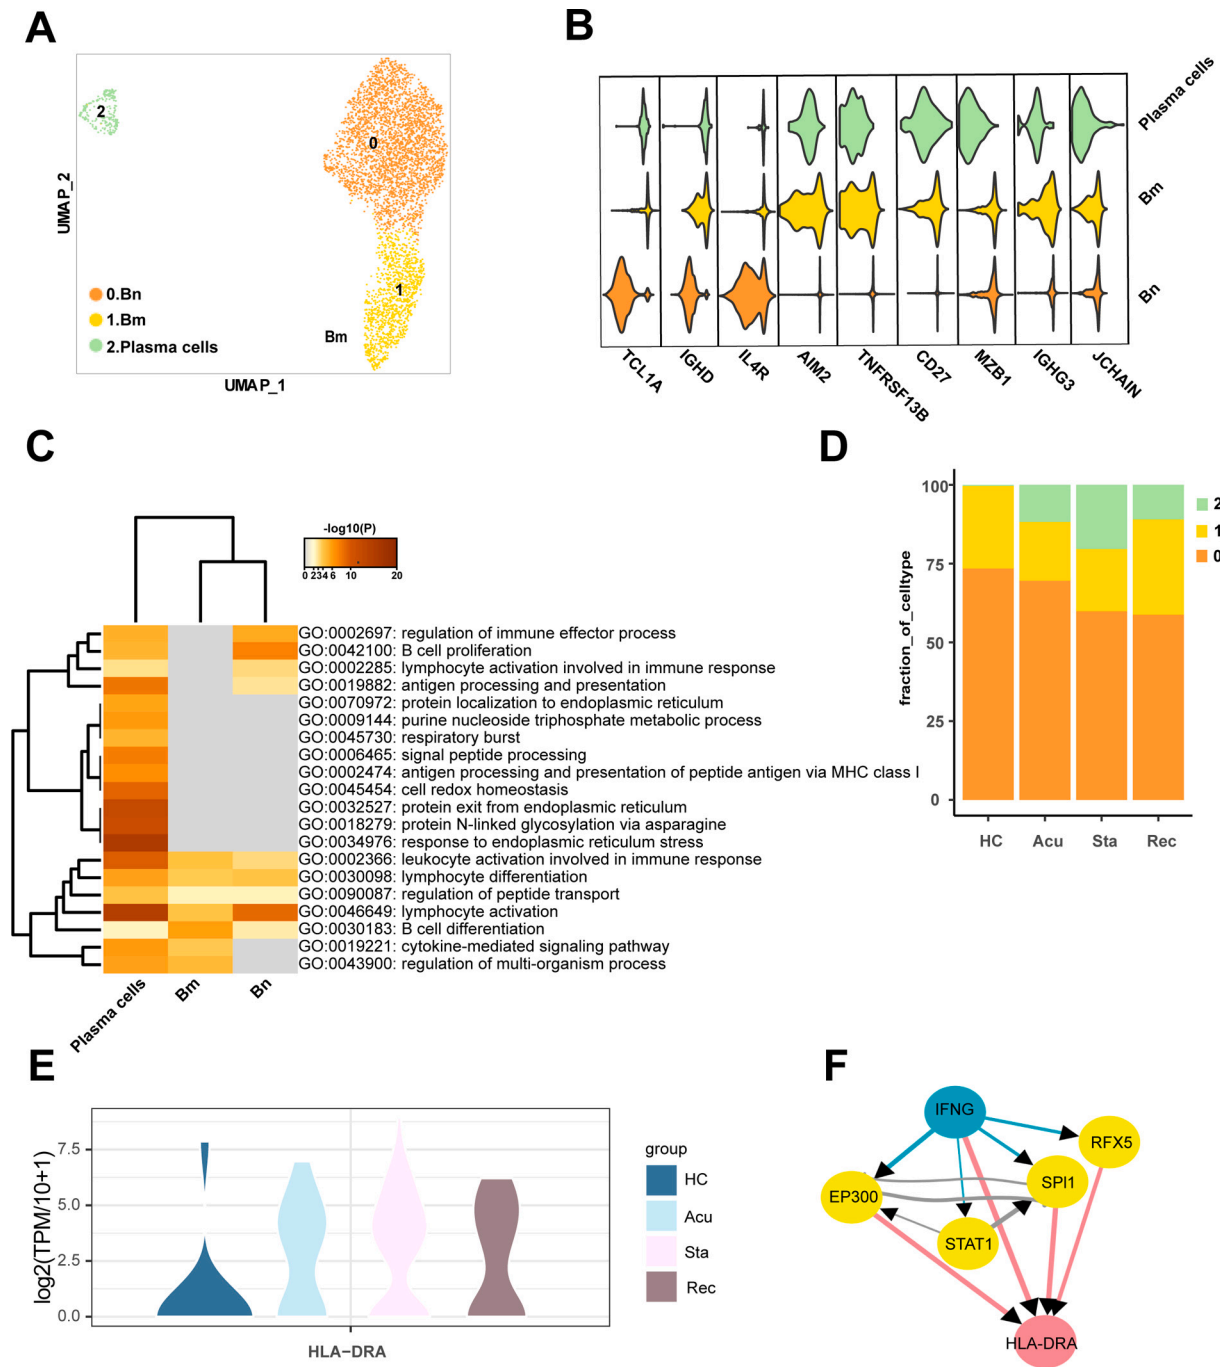 A
2
0
1
Bm
0.Bn
1.Bm
2.Plasma cells
UMAP_2
UMAP_1
B
Plasma cells
Bm
Bn
TCL1A
IGHD
IL4R
AIM2
TNFRSF13B
CD27
MZB1
IGHG3
JCHAIN
C
-log10(P)
0 2 3 4 6 10 20
GO:0002697: regulation of immune effector process
GO:0042100: B cell proliferation
GO:0002285: lymphocyte activation involved in immune response
GO:0019882: antigen processing and presentation
GO:0070972: protein localization to endoplasmic reticulum
GO:0009144: purine nucleoside triphosphate metabolic process
GO:0045730: respiratory burst
GO:0006465: signal peptide processing
GO:0002474: antigen processing and presentation of peptide antigen via MHC class I
GO:0045454: cell redox homeostasis
GO:0032527: protein exit from endoplasmic reticulum
GO:0018279: protein N-linked glycosylation via asparagine
GO:0034976: response to endoplasmic reticulum stress
GO:0002366: leukocyte activation involved in immune response
GO:0030098: lymphocyte differentiation
GO:0090087: regulation of peptide transport
GO:0046649: lymphocyte activation
GO:0030183: B cell differentiation
GO:0019221: cytokine-mediated signaling pathway
GO:0043900: regulation of multi-organism process
Plasma cells
Bm
Bn
D
fraction_of_celltype
100
75
50
25
0
HC
Acu
Sta
Rec
2
1
0
E
log2(TPM/10+1)
7.5
5.0
2.5
0.0
HLA−DRA
group
HC
Acu
Sta
Rec
F
IFNG
RFX5
SPI1
EP300
STAT1
HLA-DRA